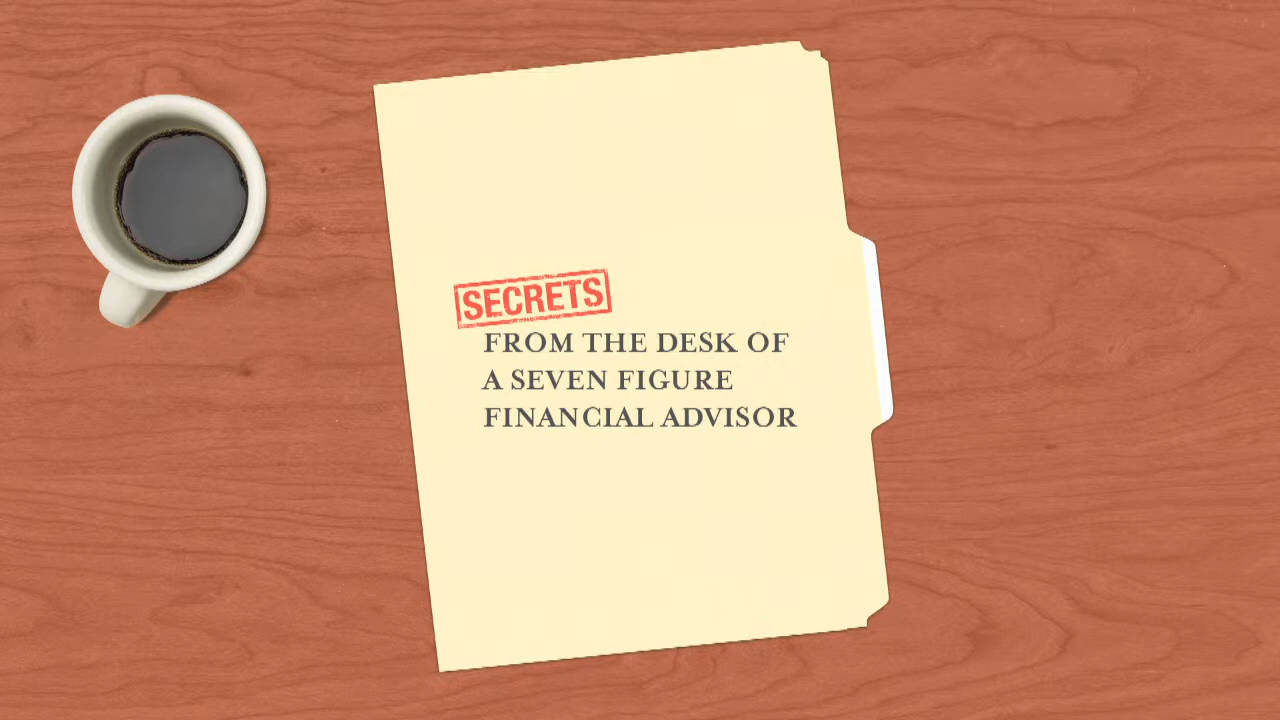 SECRETS
FROM THE DESK OF
A SEVEN FIGURE
FINANCIAL ADVISOR